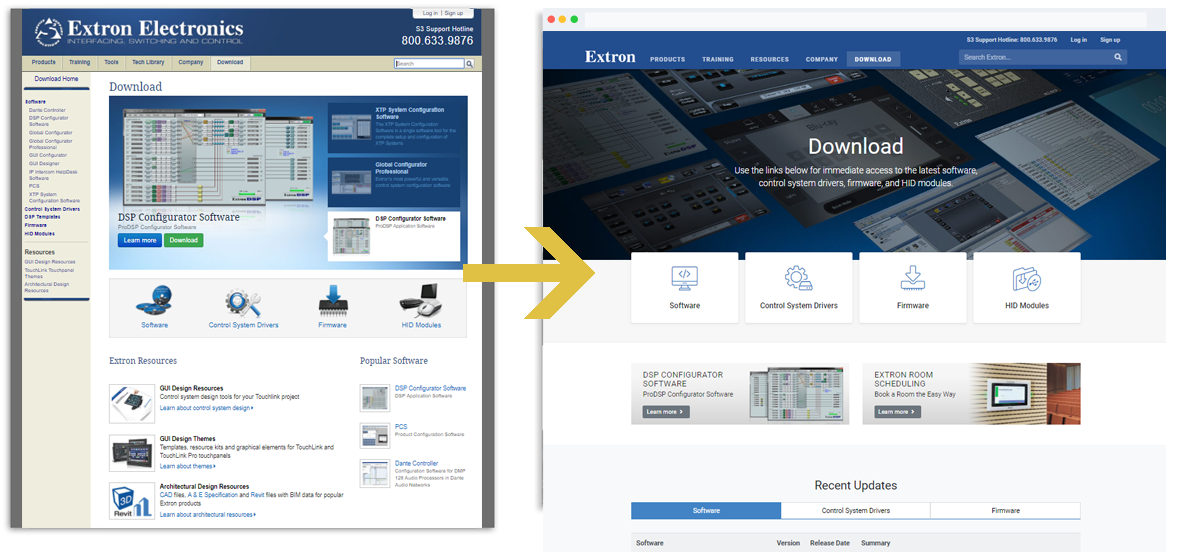 Log in | Sign up
Extron Electronics
INTERFACING, SWITCHING AND CONTROL
S3 Support Hotline
800.633.9876
Products
Training
Tools
Tech Library
Company
Download
Search
Download Home
Software
Dante Controller
DSP Configurator
Software
Global Configurator
Global Configurator
Professional
GUI Configurator
GUI Designer
IP Intercom HelpDesk
Software
PCS
XTP System
Configuration Software
Control System Drivers
DSP Templates
Firmware
HID Modules
Resources
GUI Design Resources
TouchLink Touchpanel
Themes
Architectural Design
Resources
Download
Extron DSP
DSP Configurator Software
ProDSP Configurator Software
Learn more
Download
XTP System Configuration
Software
The XTP System Configuration
Software is a single software tool for the
complete setup and configuration of
XTP Systems
Global Configurator
Professional
Extron's most powerful and versatile
control system configuration software
DSP Configurator Software
ProDSP Application Software
Software
Control System Drivers
Firmware
HID Modules
Extron Resources
GUI Design Resources
Control system design tools for your Touchlink project
Learn about control system design
GUI Design Themes
Templates, resource kits and graphical elements for TouchLink and
TouchLink Pro touchpanels
Learn about themes
3D
Revit
Architectural Design Resources
CAD files, A & E Specification and Revit files with BIM data for popular
Extron products
Learn about architectural resources
Popular Software
DSP Configurator Software
DSP Application Software
PCS
Product Configuration Software
Dante Controller
Configuration Software for DMP
128 Audio Processors in Dante
Audio Networks
S3 Support Hotline: 800.633.9876
Log in
Sign up
Extron
PRODUCTS
TRAINING
RESOURCES
COMPANY
DOWNLOAD
Search Extron...
Download
Use the links below for immediate access to the latest software,
control system drivers, firmware, and HID modules.
Software
Control System Drivers
Firmware
HID Modules
DSP CONFIGURATOR
SOFTWARE
ProDSP Configurator Software
Learn more
EXTRON ROOM
SCHEDULING
Book a Room the Easy Way
Learn more
Recent Updates
Software
Control System Drivers
Firmware
Software
Version
Release Date
Summary